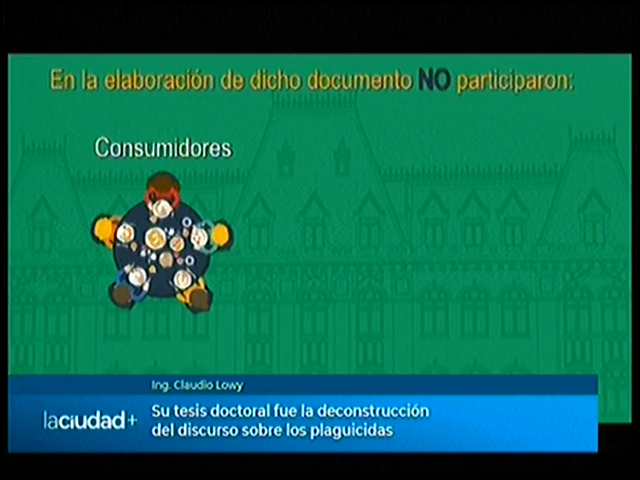 En la elaboración de dicho documento NO participaron:
Consumidores
Ing. Claudio Lowy
laciudad+
Su tesis doctoral fue la deconstrucción
del discurso sobre los plaguicidas